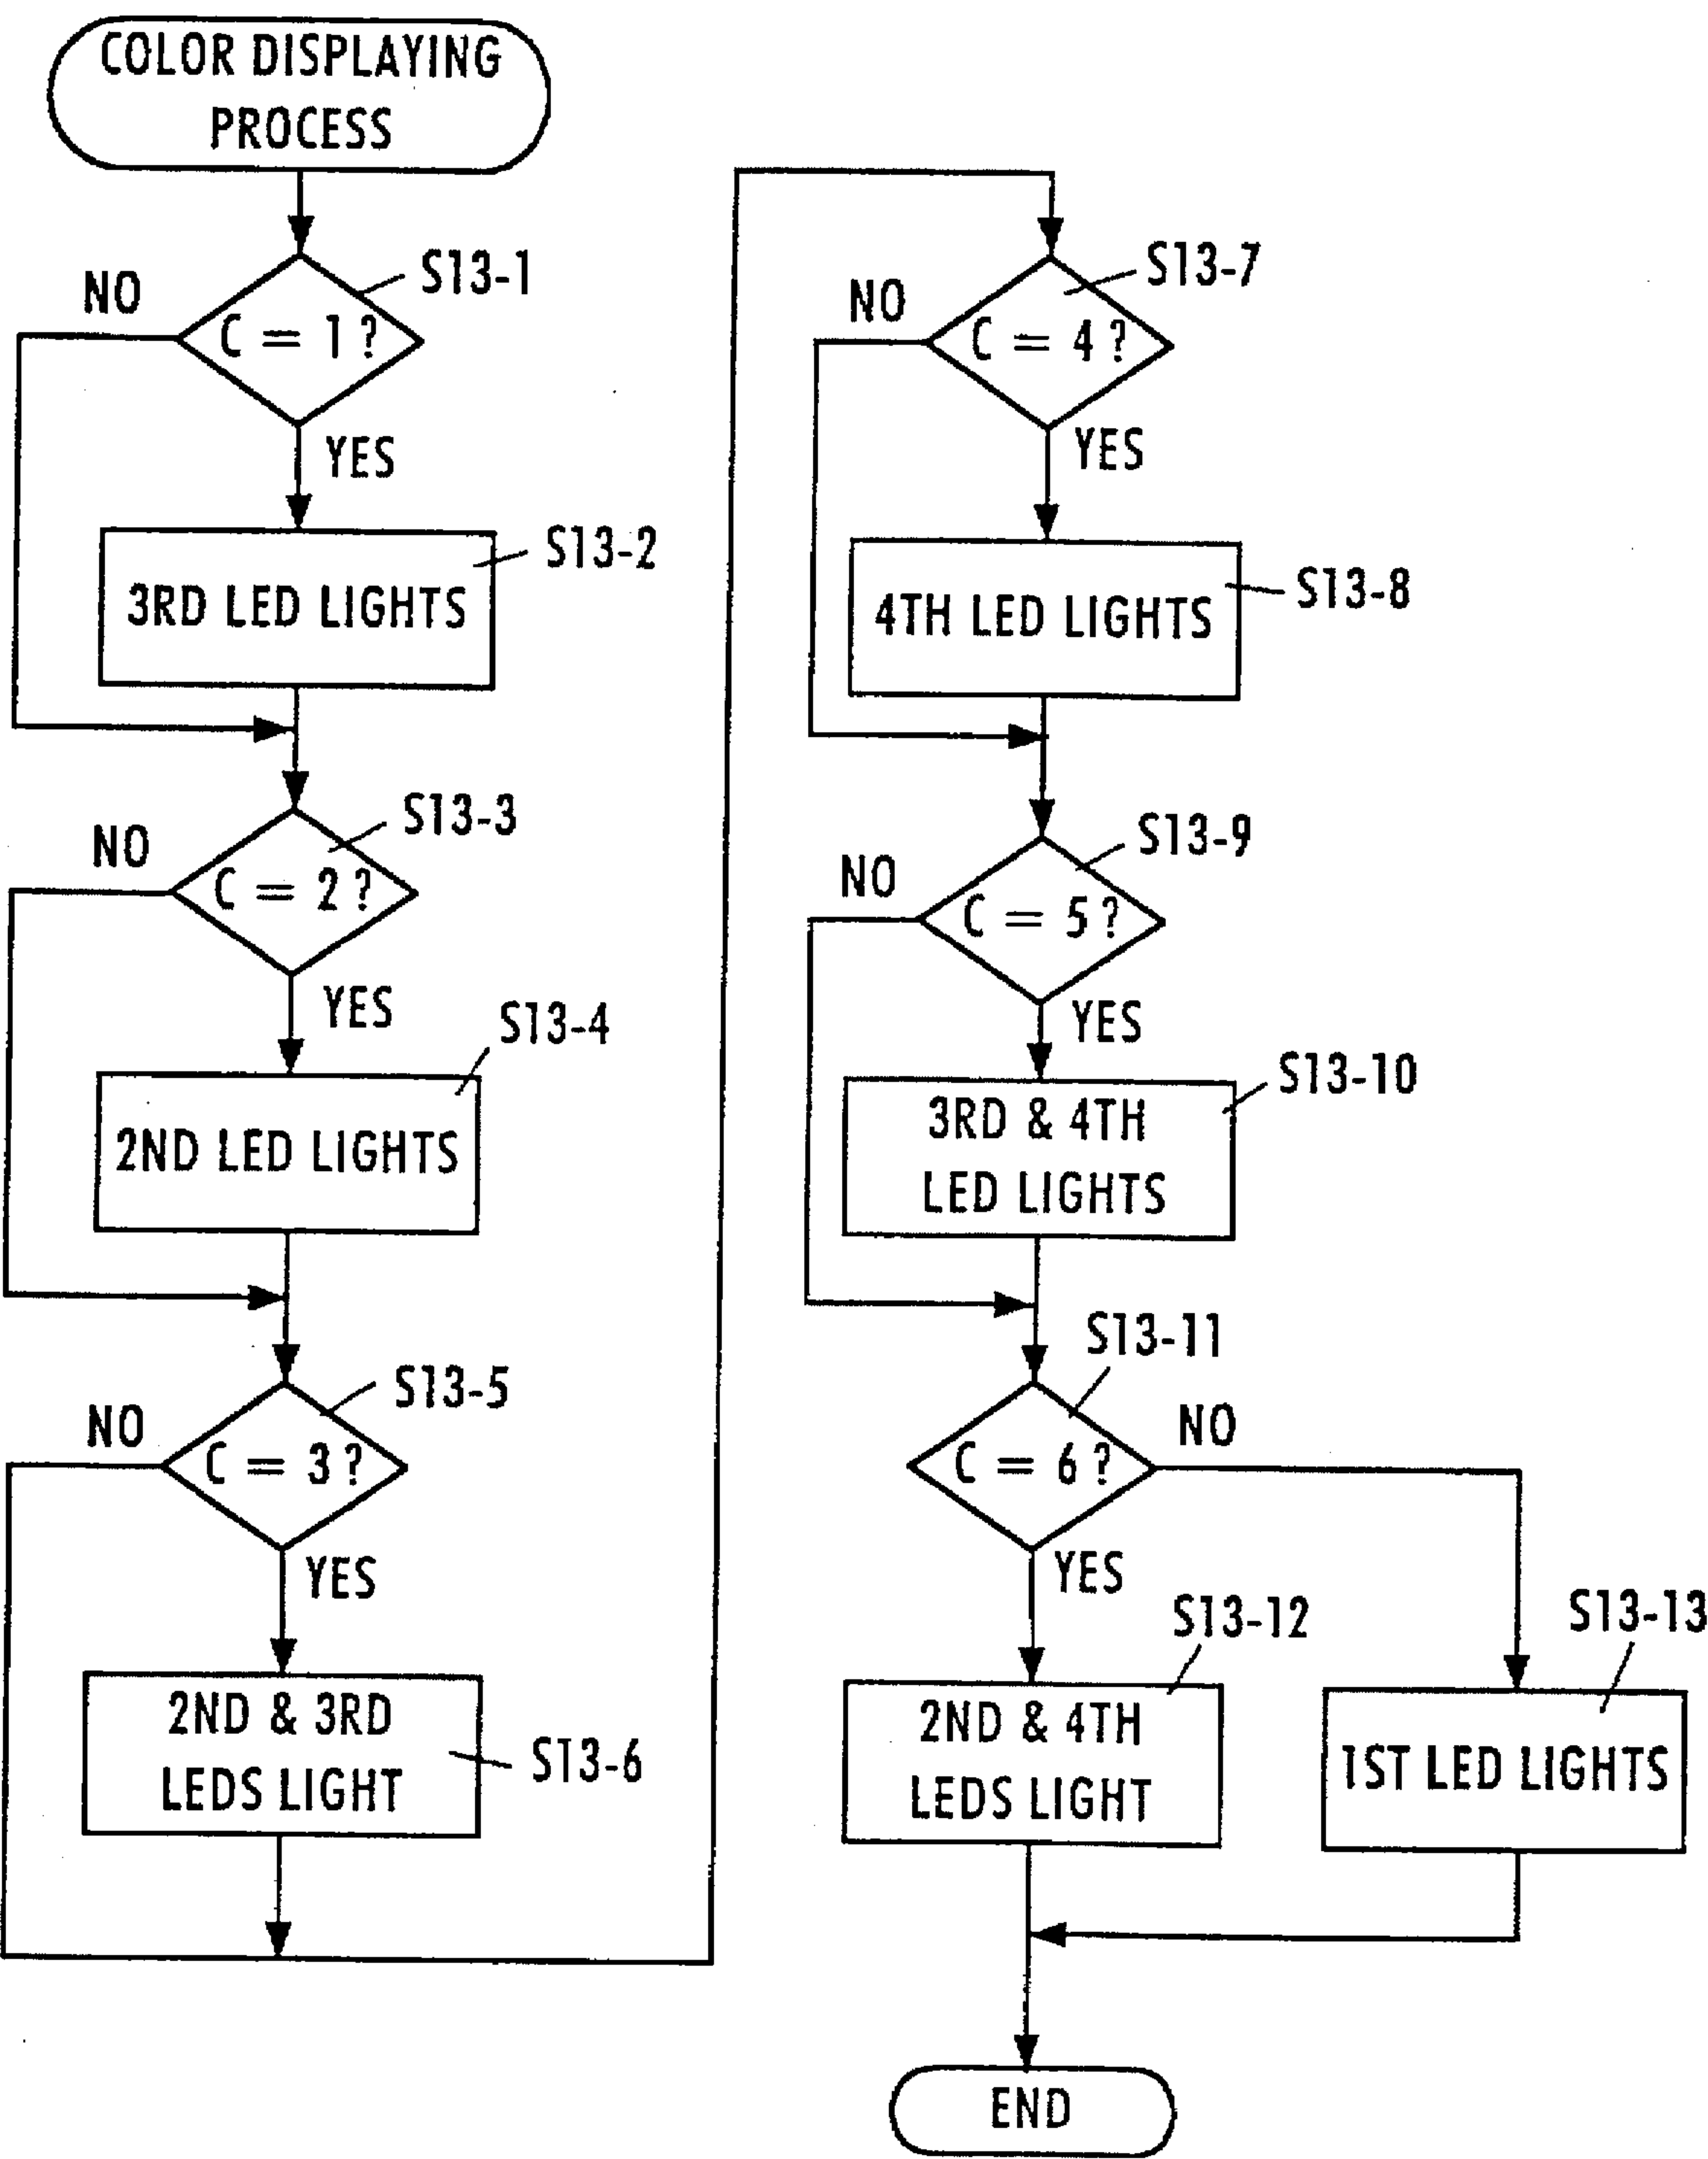 COLOR DISPLAYING
PROCESS
S13-1
NO
C = 1 ?
YES
S13-2
3RD LED LIGHTS
S13-3
NO
C = 2 ?
YES
S13-4
2ND LED LIGHTS
S13-5
NO
C = 3 ?
YES
2ND & 3RD
LEDS LIGHT
S13-6
S13-7
NO
C = 4 ?
YES
S13-8
4TH LED LIGHTS
S13-9
NO
C = 5 ?
YES
S13-10
3RD & 4TH
LED LIGHTS
S13-11
NO
C = 6 ?
YES
S13-12
2ND & 4TH
LEDS LIGHT
S13-13
1ST LED LIGHTS
END